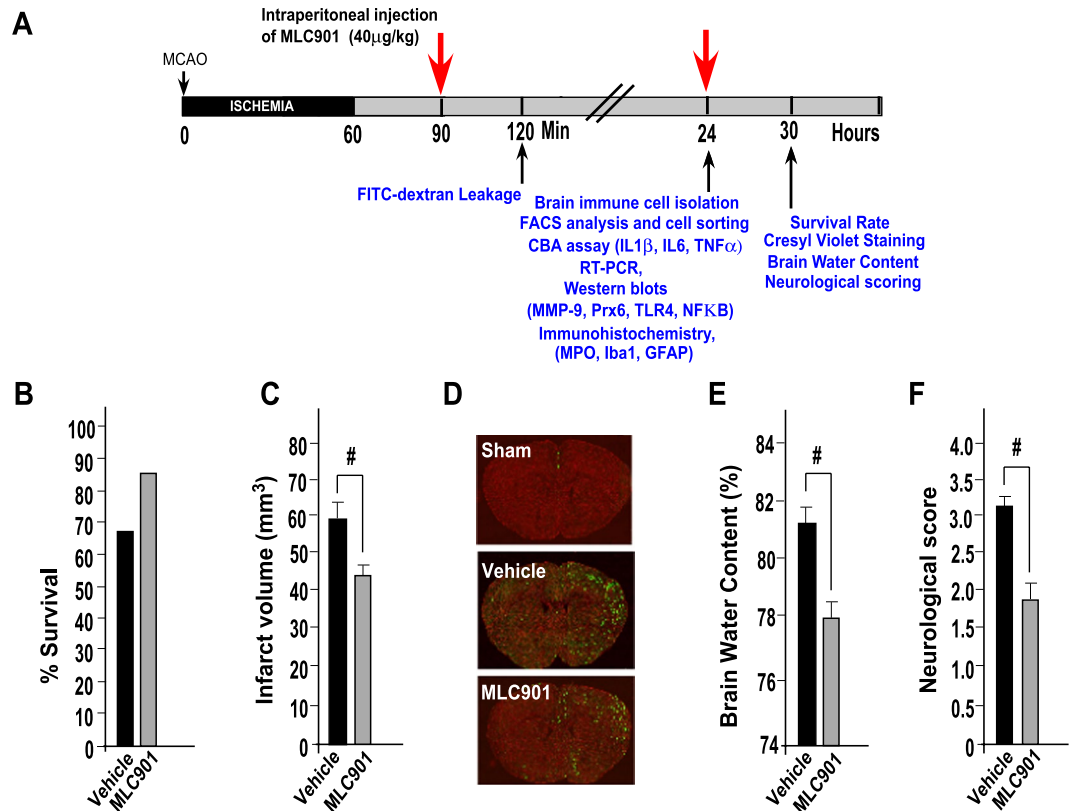 A
Intraperitoneal injection
of MLC901 (40μg/kg)
MCAO
ISCHEMIA
0
60
90
120 Min
24
30
Hours
FITC-dextran Leakage
Brain immune cell isolation
FACS analysis and cell sorting
CBA assay (IL1β, IL6, TNFα)
RT-PCR,
Western blots
(MMP-9, Prx6, TLR4, NFKB)
Immunohistochemistry,
(MPO, Iba1, GFAP)
Survival Rate
Cresyl Violet Staining
Brain Water Content
Neurological scoring
B
% Survival
100
90
80
70
60
50
40
30
20
10
0
Vehicle
MLC901
C
Infarct volume (mm³)
80
70
60
50
40
30
20
10
0
#
Vehicle
MLC901
D
Sham
Vehicle
MLC901
E
Brain Water Content (%)
84
82
80
78
76
74
#
Vehicle
MLC901
F
Neurological score
4.0
3.5
3.0
2.5
2.0
1.5
1.0
0.5
0
#
Vehicle
MLC901